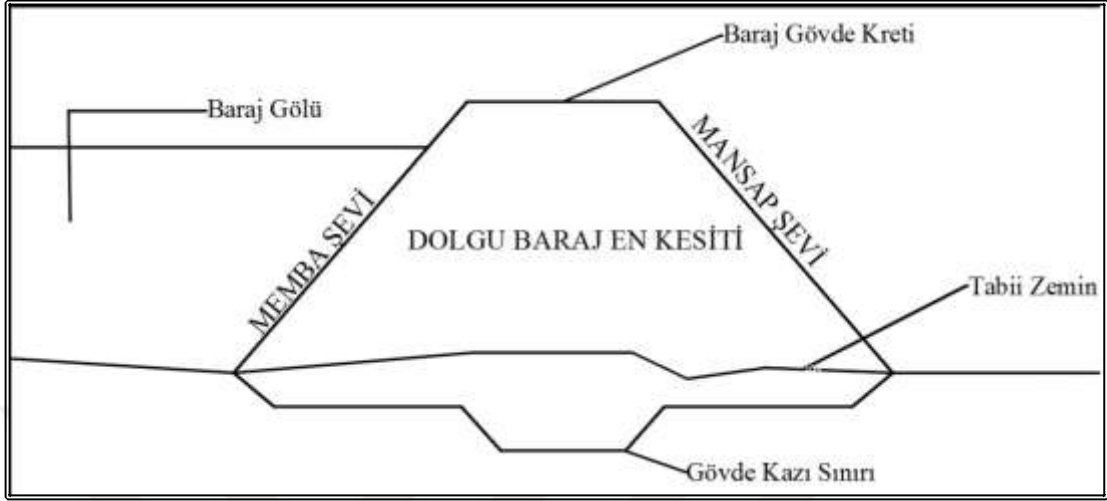 Baraj Gövde Kreti
Baraj Gölü
MEMBA ŞEVİ
MANSAP ŞEVİ
DOLGU BARAJ EN KESİTİ
Tabii Zemin
Gövde Kazı Sınırı